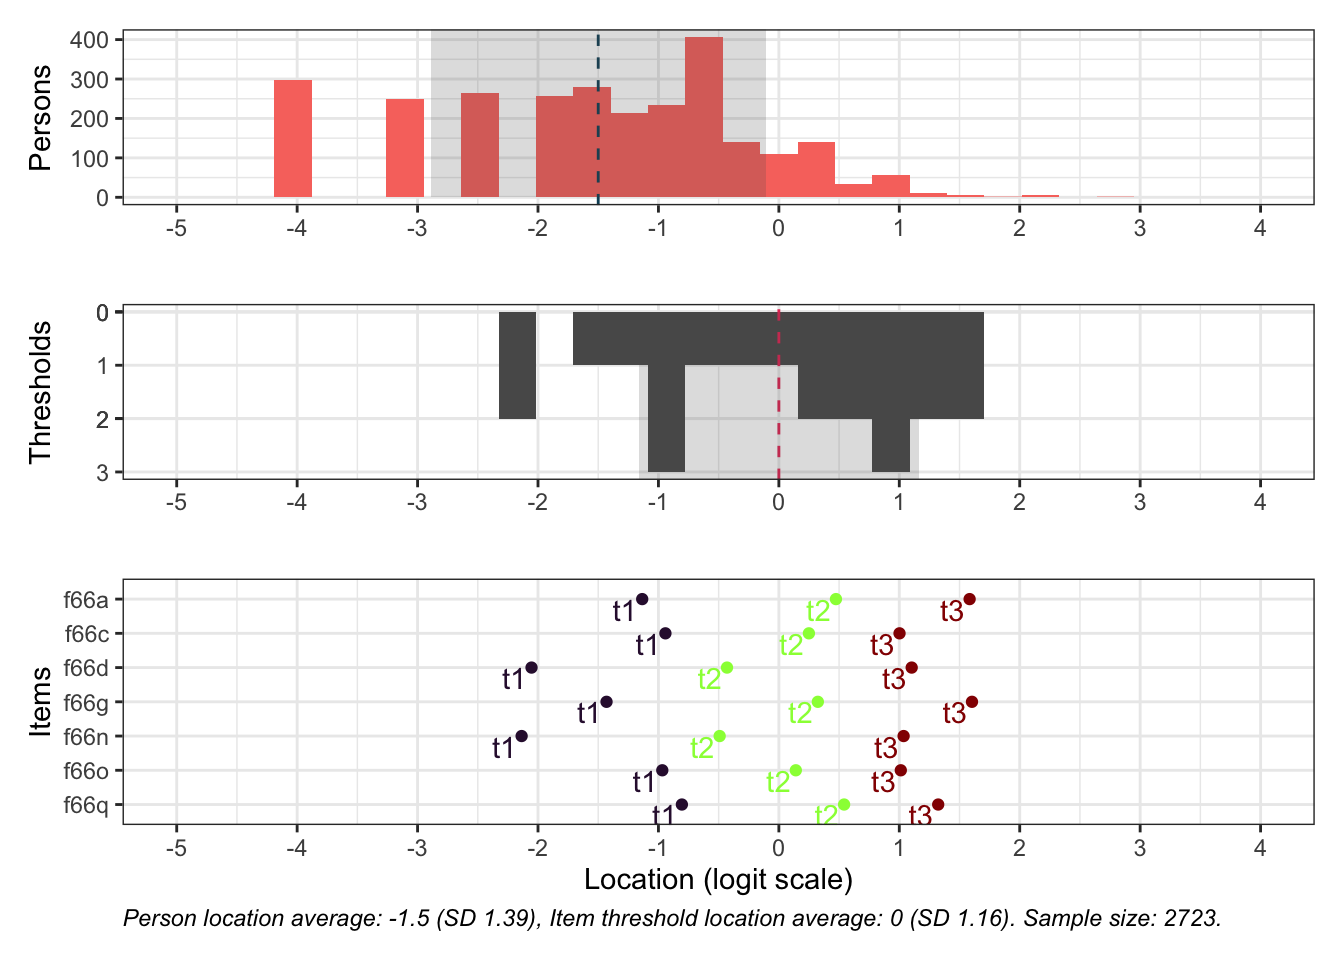 Persons
400
300
200
100
0
-5 -4 -3 -2 -1 0 1 2 3 4
Thresholds
0
1
2
3
-5 -4 -3 -2 -1 0 1 2 3 4
Items
f66a t1 t2 t3
f66c t1 t2 t3
f66d t1 t2 t3
f66g t1 t2 t3
f66n t1 t2 t3
f66o t1 t2 t3
f66q t1 t2 t3
-5 -4 -3 -2 -1 0 1 2 3 4
Location (logit scale)
Person location average: -1.5 (SD 1.39), Item threshold location average: 0 (SD 1.16). Sample size: 2723.